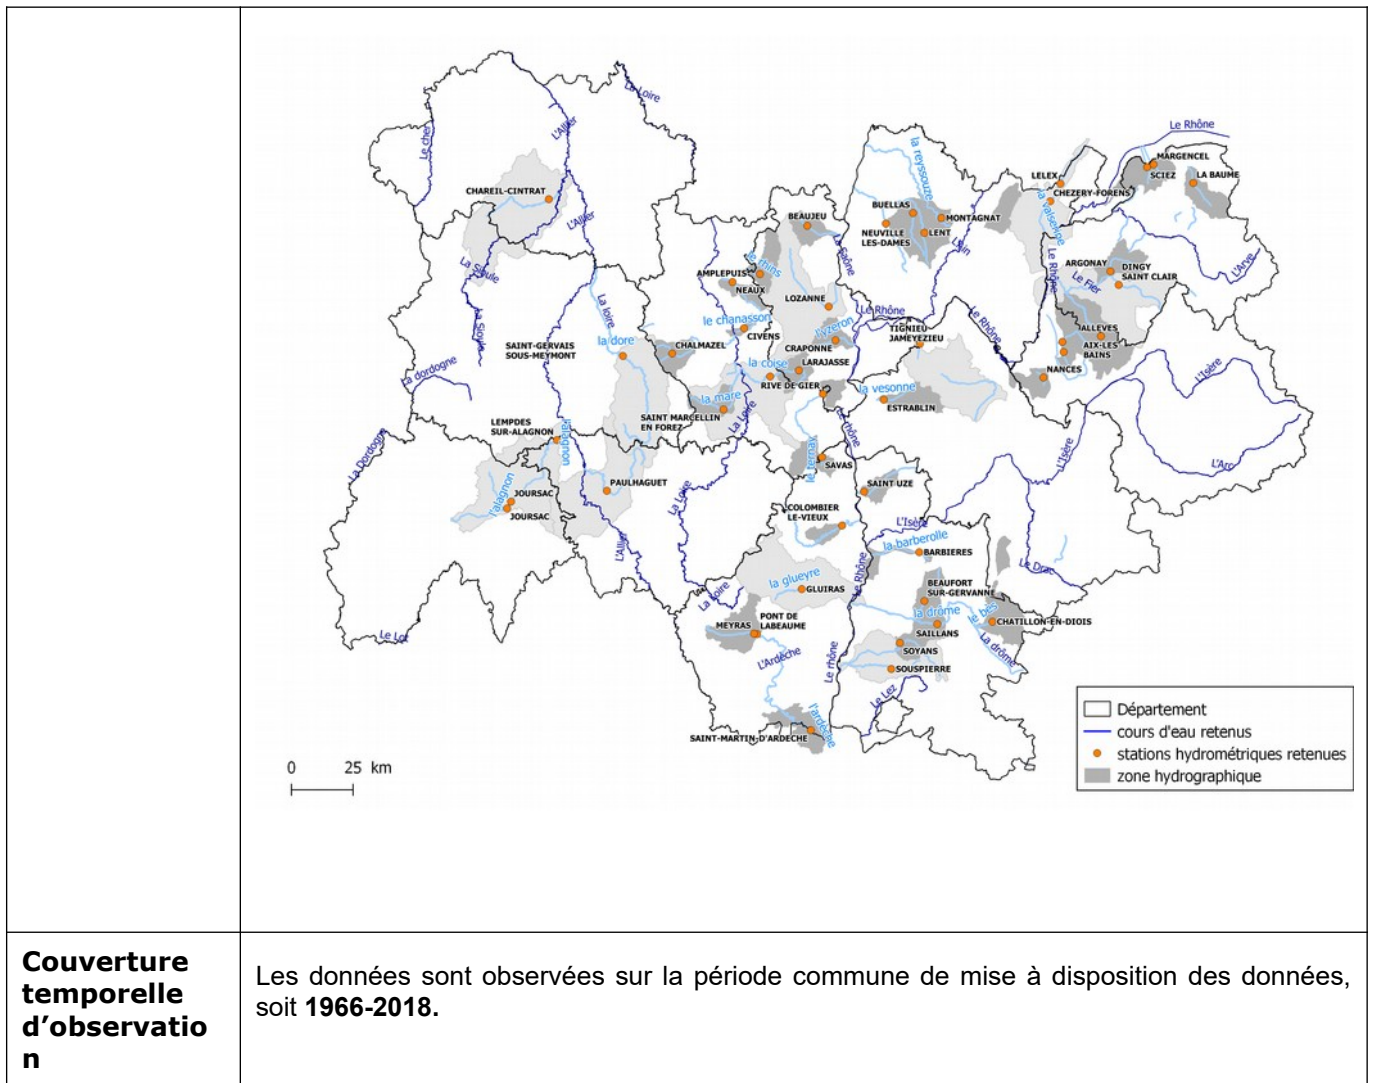 La Loire
Le cher
L'Allier
Le Rhône
MARGENCEL
SCIEZ
LA BAUME
LELEX
CHEZERY-FORENS
la reyssouze
la valserine
CHAREIL-CINTRAT
L'Allier
BUELLAS
MONTAGNAT
NEUVILLE
LES-DAMES
LENT
BEAUJEU
la Saône
L'ain
La Sioule
le rhins
AMPLEPUIS
NEAUX
Le Rhône
ARGONAY
DINGY
SAINT CLAIR
Le Fier
L'Arve
La loire
LOZANNE
Le Rhône
La Sioule
le chanasson
CIVENS
l'yzeron
TIGNIEU
JAMEYEZIEU
Le Rhône
ALLEVES
AIX-LES
BAINS
SAINT-GERVAIS
SOUS-MEYMONT
la dore
CHALMAZEL
CRAPONNE
LARAJASSE
la coise
RIVE DE GIER
NANCES
La dordogne
la vesonne
ESTRABLIN
L'Isère
la mare
SAINT MARCELLIN
EN FOREZ
La Loire
Le rhône
LEMPDES
SUR-ALAGNON
l'alagnon
La Dordogne
le ternay
SAVAS
L'Isère
L'Arc
l'alagnon
JOURSAC
JOURSAC
PAULHAGUET
La Loire
SAINT UZE
COLOMBIER
LE-VIEUX
L'Isère
L'Allier
la barberolle
BARBIERES
Le Drac
la glueyre
GLUIRAS
Le Rhône
BEAUFORT
SUR-GERVANNE
La Loire
la drôme
le bès
CHATILLON-EN-DIOIS
MEYRAS
PONT DE
LABEAUME
SAILLANS
Le Lot
L'Ardèche
Le rhône
SOYANS
La drôme
SOUSPIERRE
Le Lez
l'ardèche
SAINT-MARTIN-D'ARDECHE
Département
cours d'eau retenus
stations hydrométriques retenues
zone hydrographique
0 25 km
Couverture
temporelle
d'observatio
n
Les données sont observées sur la période commune de mise à disposition des données,
soit 1966-2018.